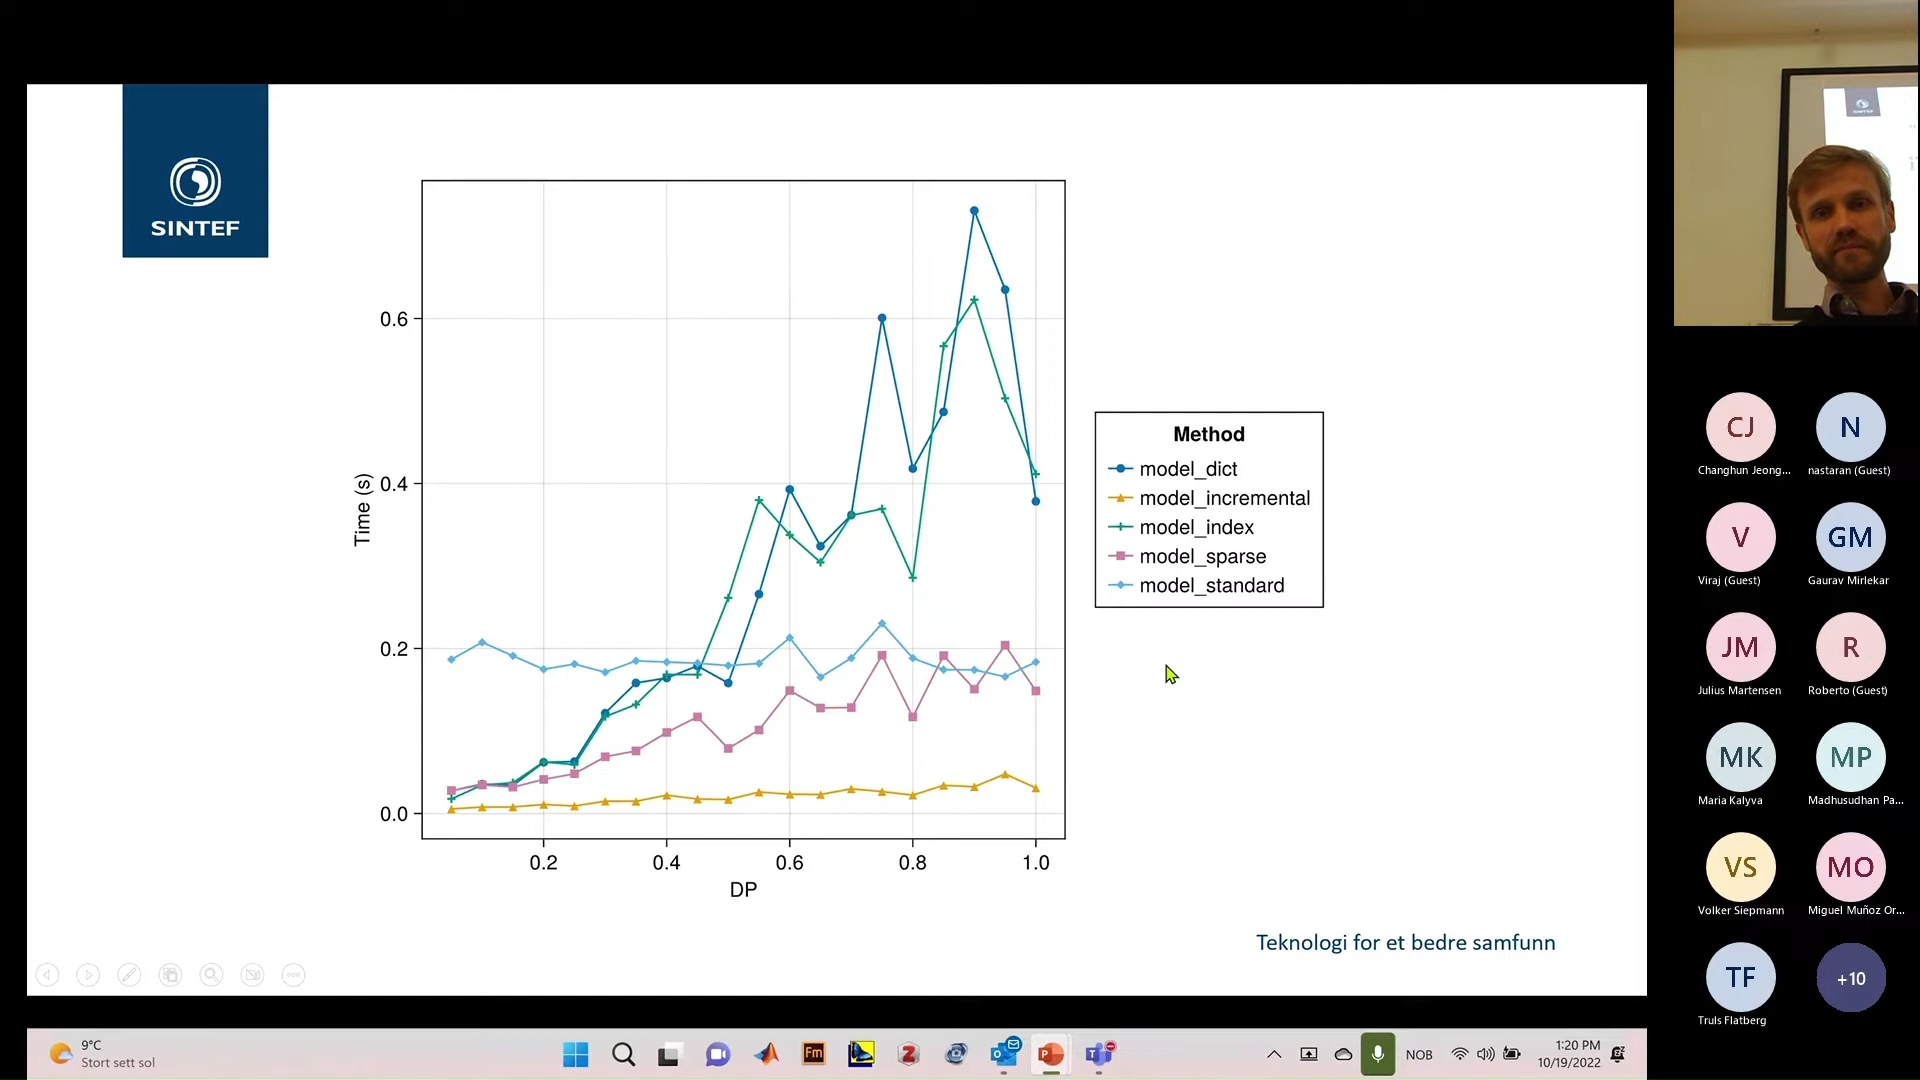 SINTEF
0.6
0.4
0.2
0.0
Time (s)
0.2 0.4 0.6 0.8 1.0
DP
Method
model_dict
model_incremental
model_index
model_sparse
model_standard
Teknologi for et bedre samfunn
CJ
Changhun Jeong...
N
nastaran (Guest)
V
Viraj (Guest)
GM
Gaurav Mirlekar
JM
Julius Martensen
R
Roberto (Guest)
MK
Maria Kalyva
MP
Madhusudhan Pa...
VS
Volker Siepmann
MO
Miguel Muñoz Or...
TF
Truls Flatberg
+10
9°C
Stort sett sol
Fm
Z
NOB
1:20 PM
10/19/2022